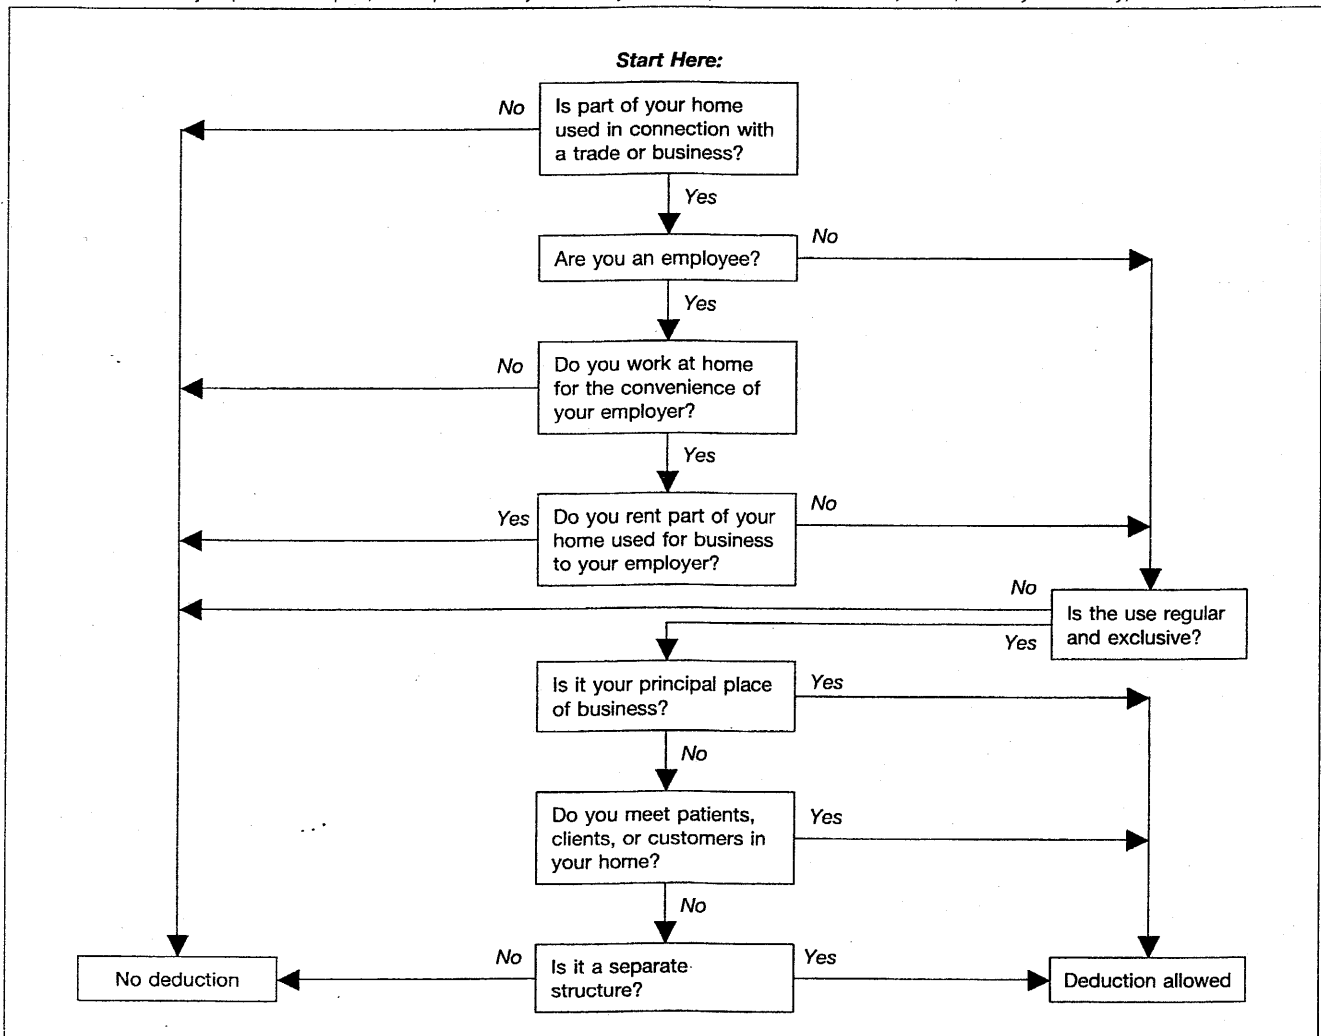 Start Here:
No
Is part of your home
used in connection with
a trade or business?
Yes
Are you an employee?
No
Yes
No
Do you work at home
for the convenience of
your employer?
Yes
Yes
Do you rent part of your
home used for business
to your employer?
No
No
Is the use regular
and exclusive?
Yes
Is it your principal place
of business?
Yes
No
Do you meet patients,
clients, or customers in
your home?
Yes
No
No deduction
No
Is it a separate
structure?
Yes
Deduction allowed